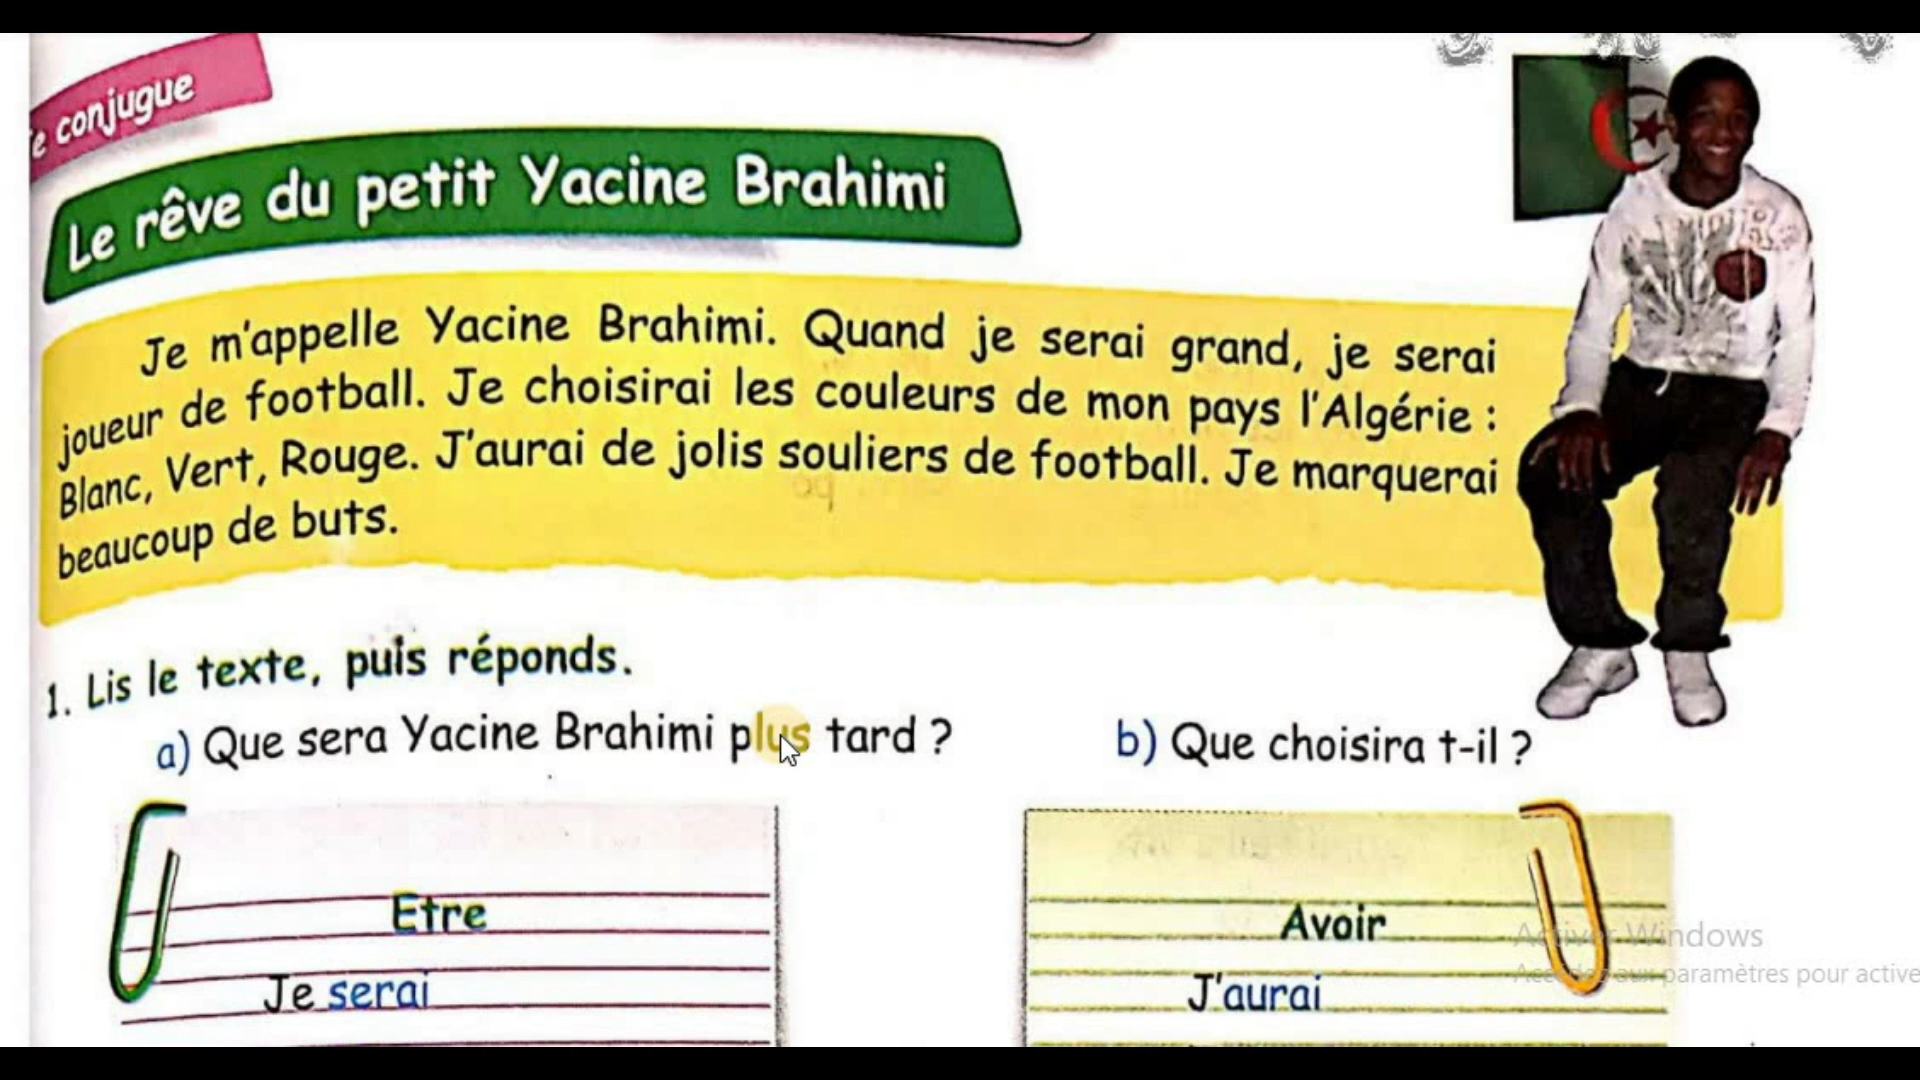 e conjugue
Le rêve du petit Yacine Brahimi
Je m'appelle Yacine Brahimi. Quand je serai grand, je serai
joueur de football. Je choisirai les couleurs de mon pays l'Algérie :
Blanc, Vert, Rouge. J'aurai de jolis souliers de football. Je marquerai
beaucoup de buts.
1. Lis le texte, puis réponds.
a) Que sera Yacine Brahimi plus tard ?
b) Que choisira t-il ?
Etre
Avoir
Je serai
J'aurai
Activer Windows
Accédez aux paramètres pour active